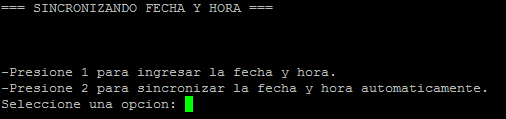 === SINCRONIZANDO FECHA Y HORA ===
-Presione 1 para ingresar la fecha y hora.
-Presione 2 para sincronizar la fecha y hora automaticamente.
Seleccione una opcion: